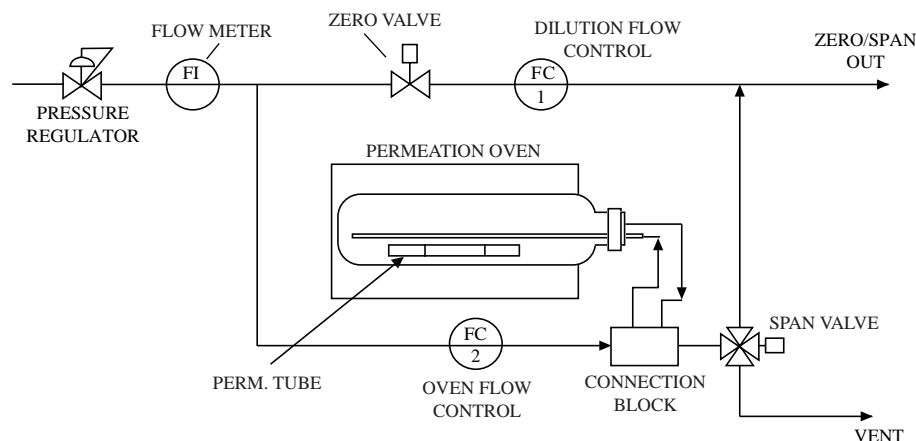 FLOW METER
ZERO VALVE
DILUTION FLOW
CONTROL
ZERO/SPAN
OUT
FI
FC
1
PRESSURE
REGULATOR
PERMEATION OVEN
FC
2
SPAN VALVE
PERM. TUBE
OVEN FLOW
CONTROL
CONNECTION
BLOCK
VENT